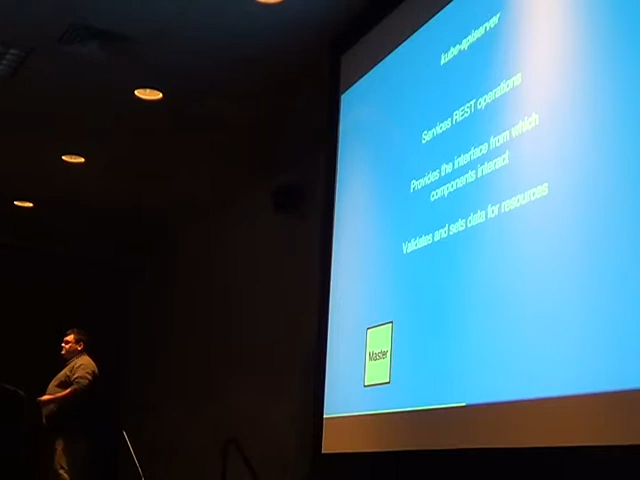 kube-apiserver
Services REST operations
Provides the interface from which
components interact
Validates and sets data for resources
Master